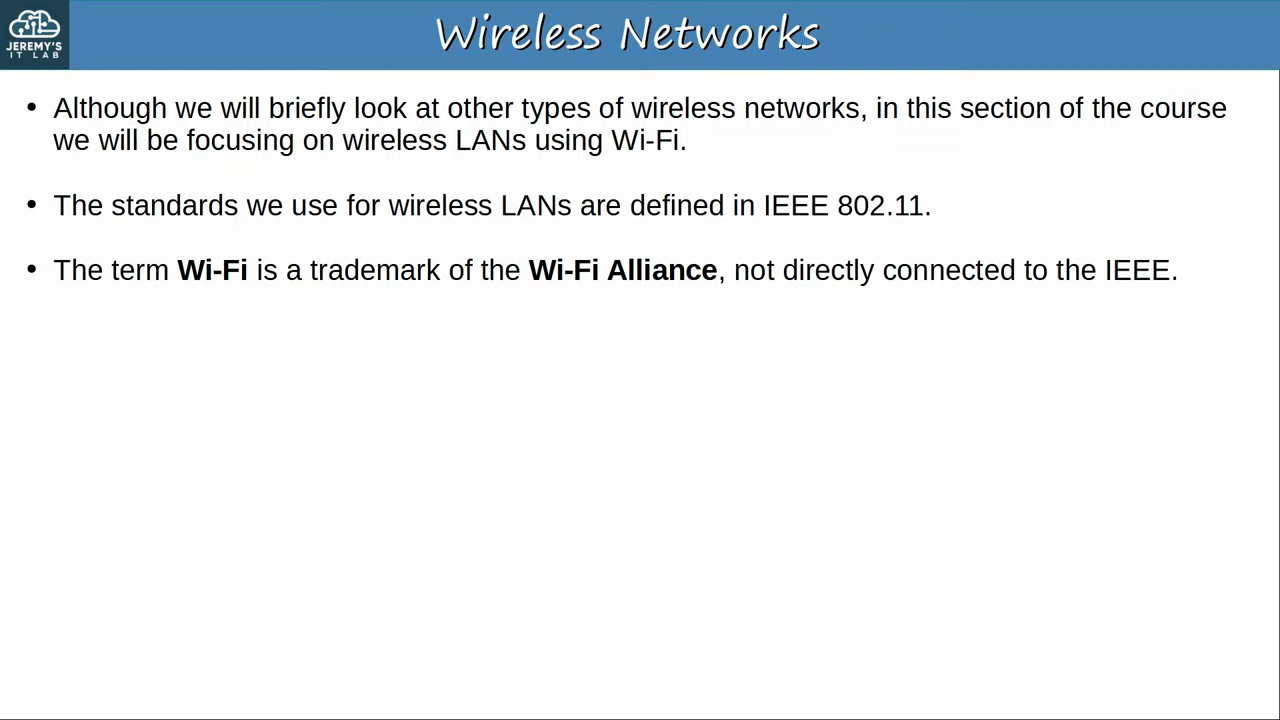 JEREMY'S
IT LAB
Wireless Networks
• Although we will briefly look at other types of wireless networks, in this section of the course
we will be focusing on wireless LANs using Wi-Fi.
• The standards we use for wireless LANs are defined in IEEE 802.11.
• The term Wi-Fi is a trademark of the Wi-Fi Alliance, not directly connected to the IEEE.